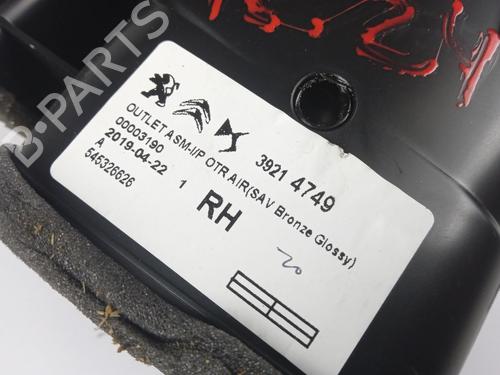 3921 4749
OUTLET ASM-I/P OTR AIR(SAV Bronze Glossy)
00003190
A 2019-04-22 1
545326626
RH
PARTS